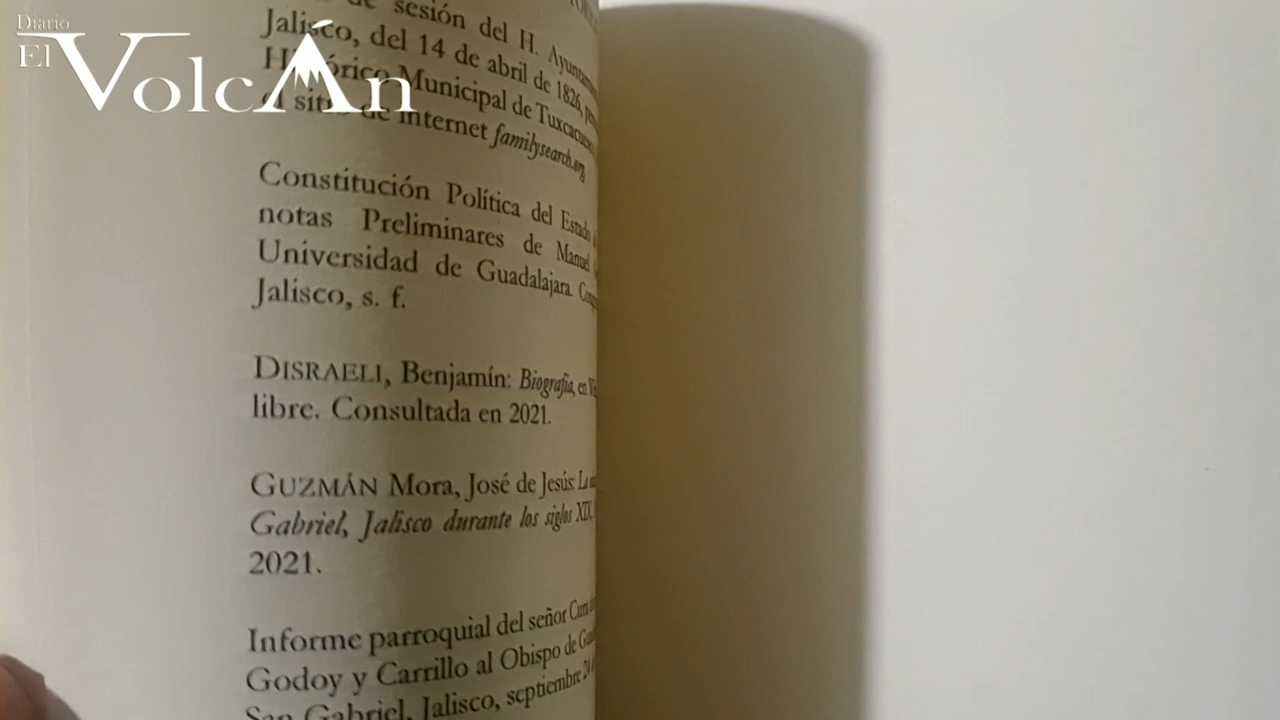 Diario
El Volcán
de sesión del H.
Jalisco, del 14 de abril de 1826,
Histórico Municipal de
el sitio de internet familysearch.org
Constitución Política del Estado
notas Preliminares de Manuel
Universidad de Guadalajara.
Jalisco, s. f.
DISRAELI, Benjamín: Biografía, en
libre. Consultada en 2021.
GUZMÁN Mora, José de Jesús:
Gabriel, Jalisco durante los siglos XIX,
2021.
Informe parroquial del señor Cura
Godoy y Carrillo al Obispo de
San Gabriel, Jalisco, septiembre 24